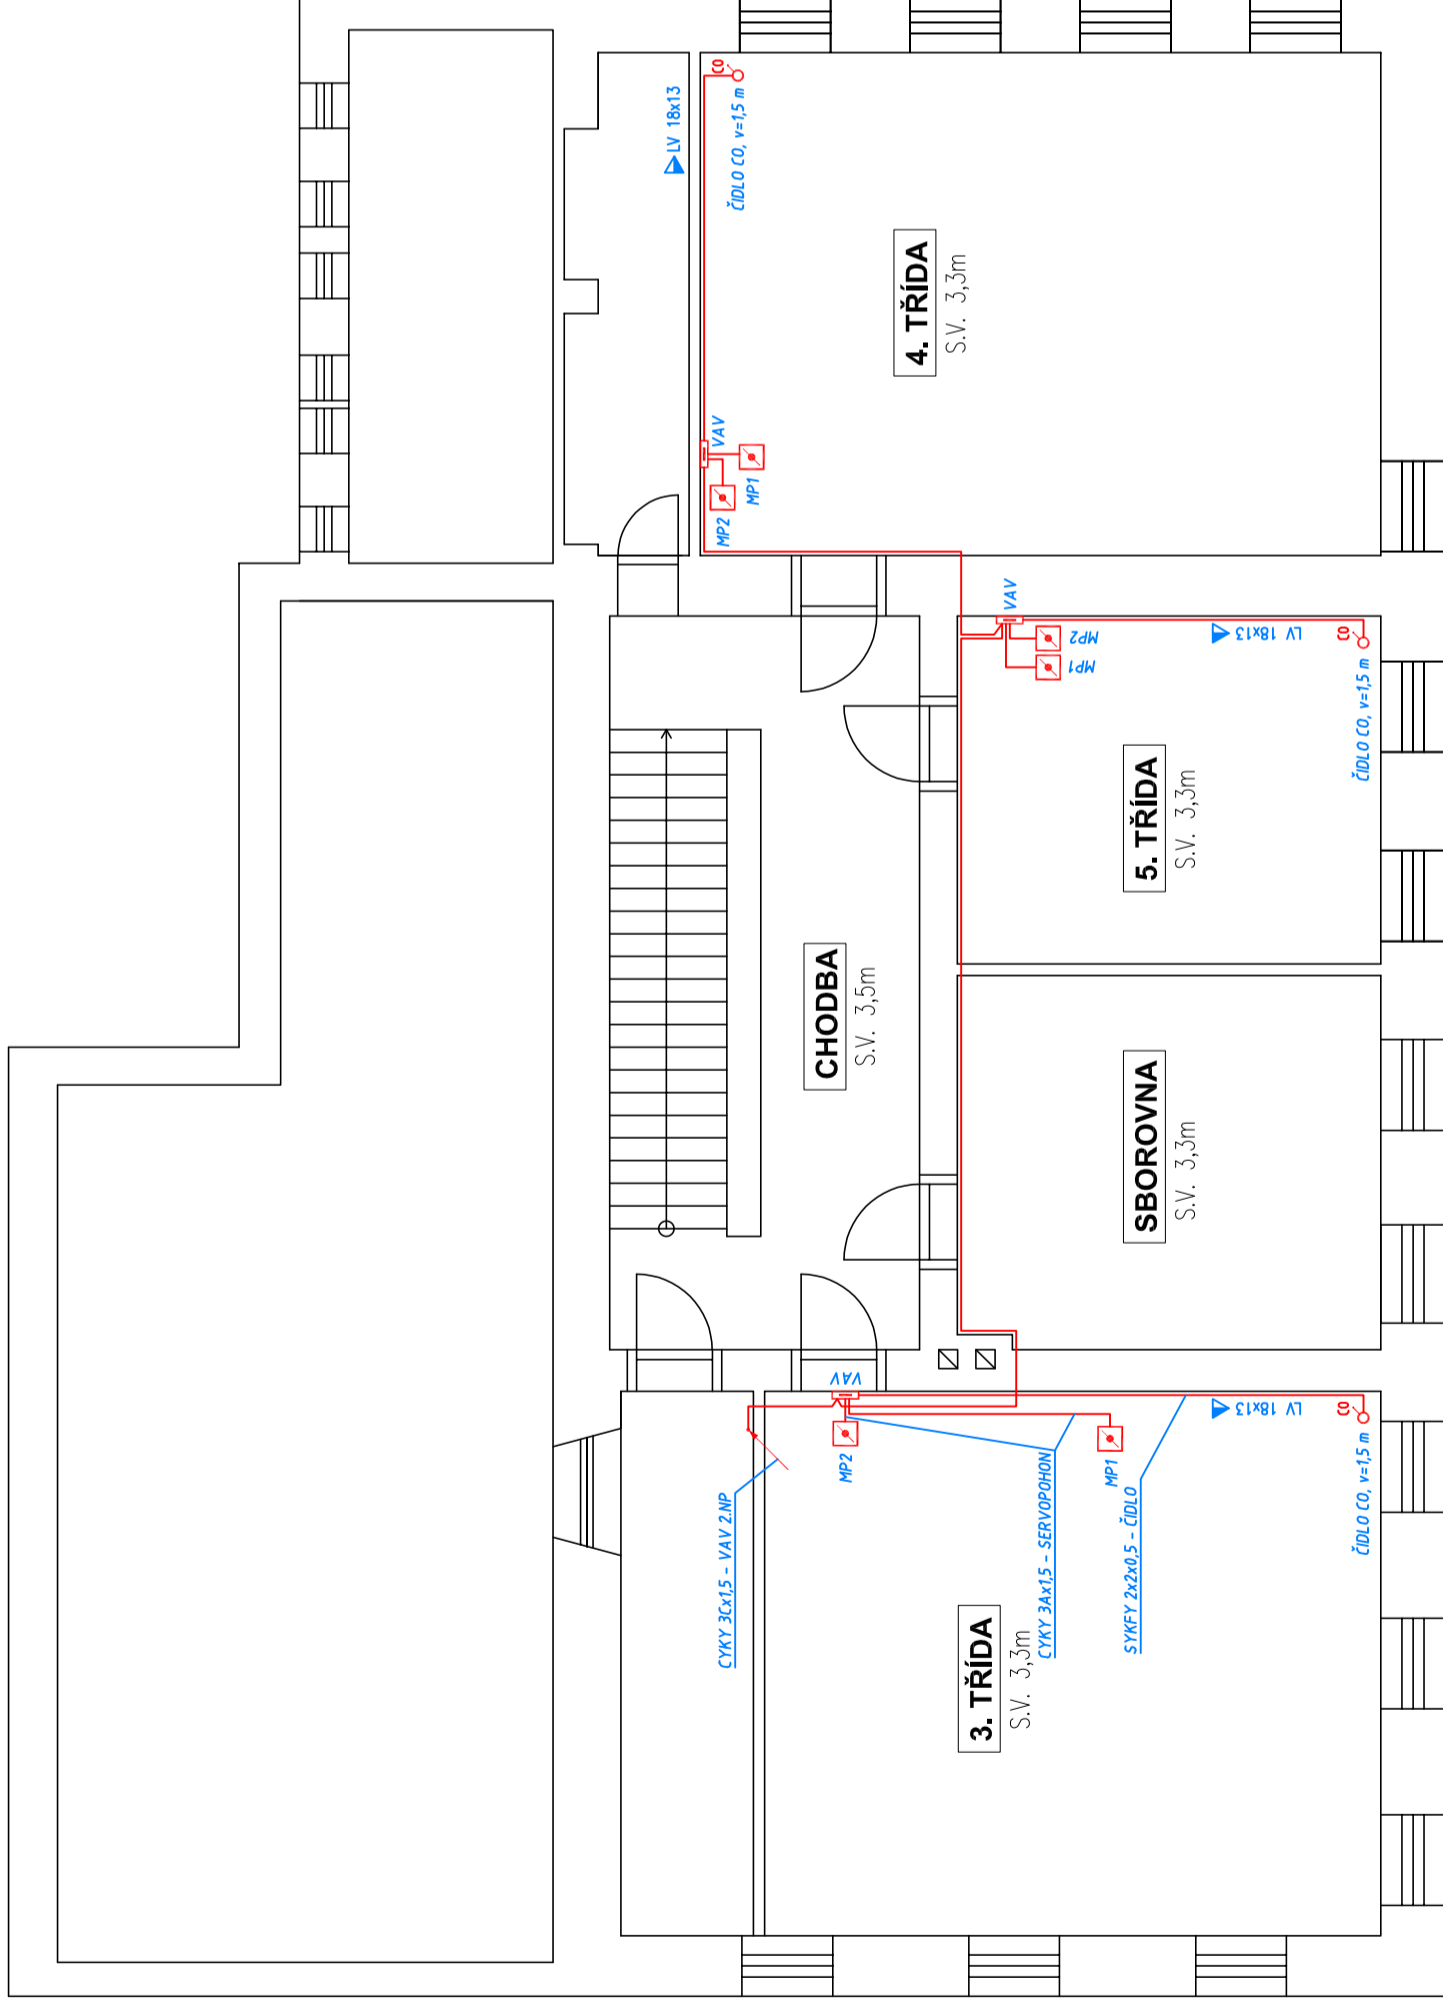 CYKY 3Cx1,5 - VAV 2.NP
VAV
MP2
CYKY 3Ax1,5 - SERVOPOHON
MP1
SYKFY 2x2x0,5 - ČIDLO
LV 18x13
CO
ČIDLO CO, v=1,5 m
3. TŘÍDA
S.V. 3,3m
CHODBA
S.V. 3,5m
SBOROVNA
S.V. 3,3m
5. TŘÍDA
S.V. 3,3m
VAV
MP2
MP1
LV 18x13
CO
ČIDLO CO, v=1,5 m
LV 18x13
CO
ČIDLO CO, v=1,5 m
VAV
MP2
MP1
4. TŘÍDA
S.V. 3,3m